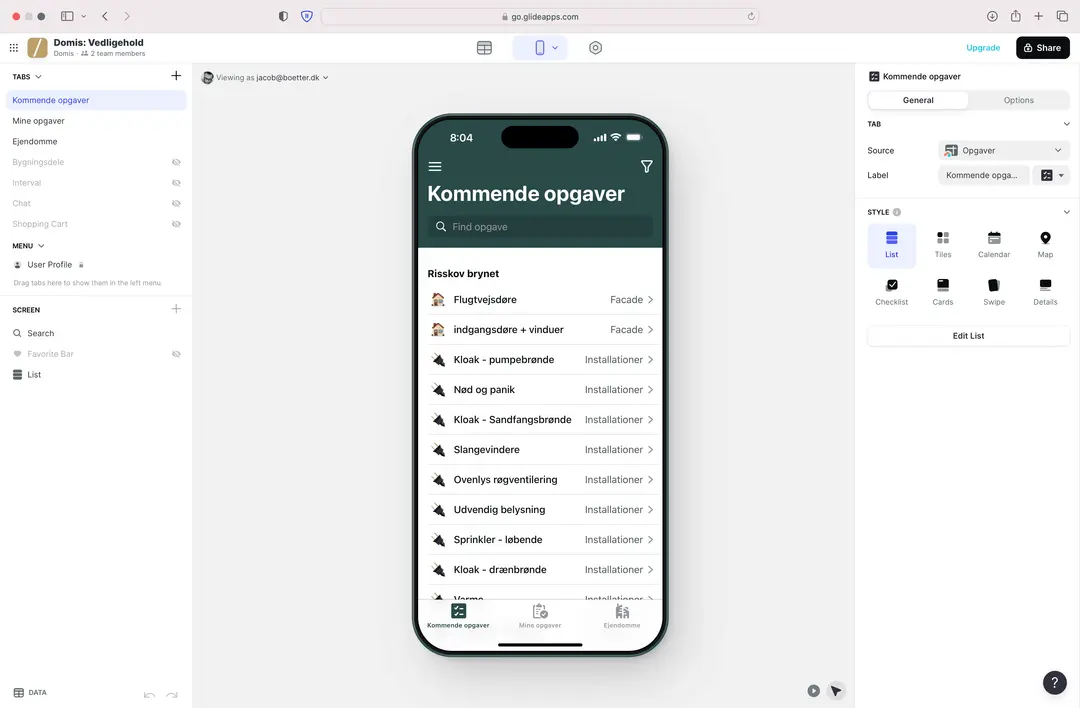 go.glideapps.com
Domis: Vedligehold
Domis · 2 team members
Upgrade
Share
TABS
Kommende opgaver
Mine opgaver
Ejendomme
Bygningsdele
Interval
Chat
Shopping Cart
MENU
User Profile
Drag tabs here to show them in the left menu.
SCREEN
Search
Favorite Bar
List
DATA
Viewing as jacob@boetter.dk
8:04
Kommende opgaver
Find opgave
Risskov brynet
Flugtvejsdøre Facade
indgangsdøre + vinduer Facade
Kloak - pumpebrønde Installationer
Nød og panik Installationer
Kloak - Sandfangsbrønde Installationer
Slangevindere Installationer
Ovenlys røgventilering Installationer
Udvendig belysning Installationer
Sprinkler - løbende Installationer
Kloak - drænbrønde Installationer
Varme Installationer
Kommende opgaver Mine opgaver Ejendomme
Kommende opgaver
General Options
TAB
Source Opgaver
Label Kommende opga...
STYLE
List Tiles Calendar Map
Checklist Cards Swipe Details
Edit List
?